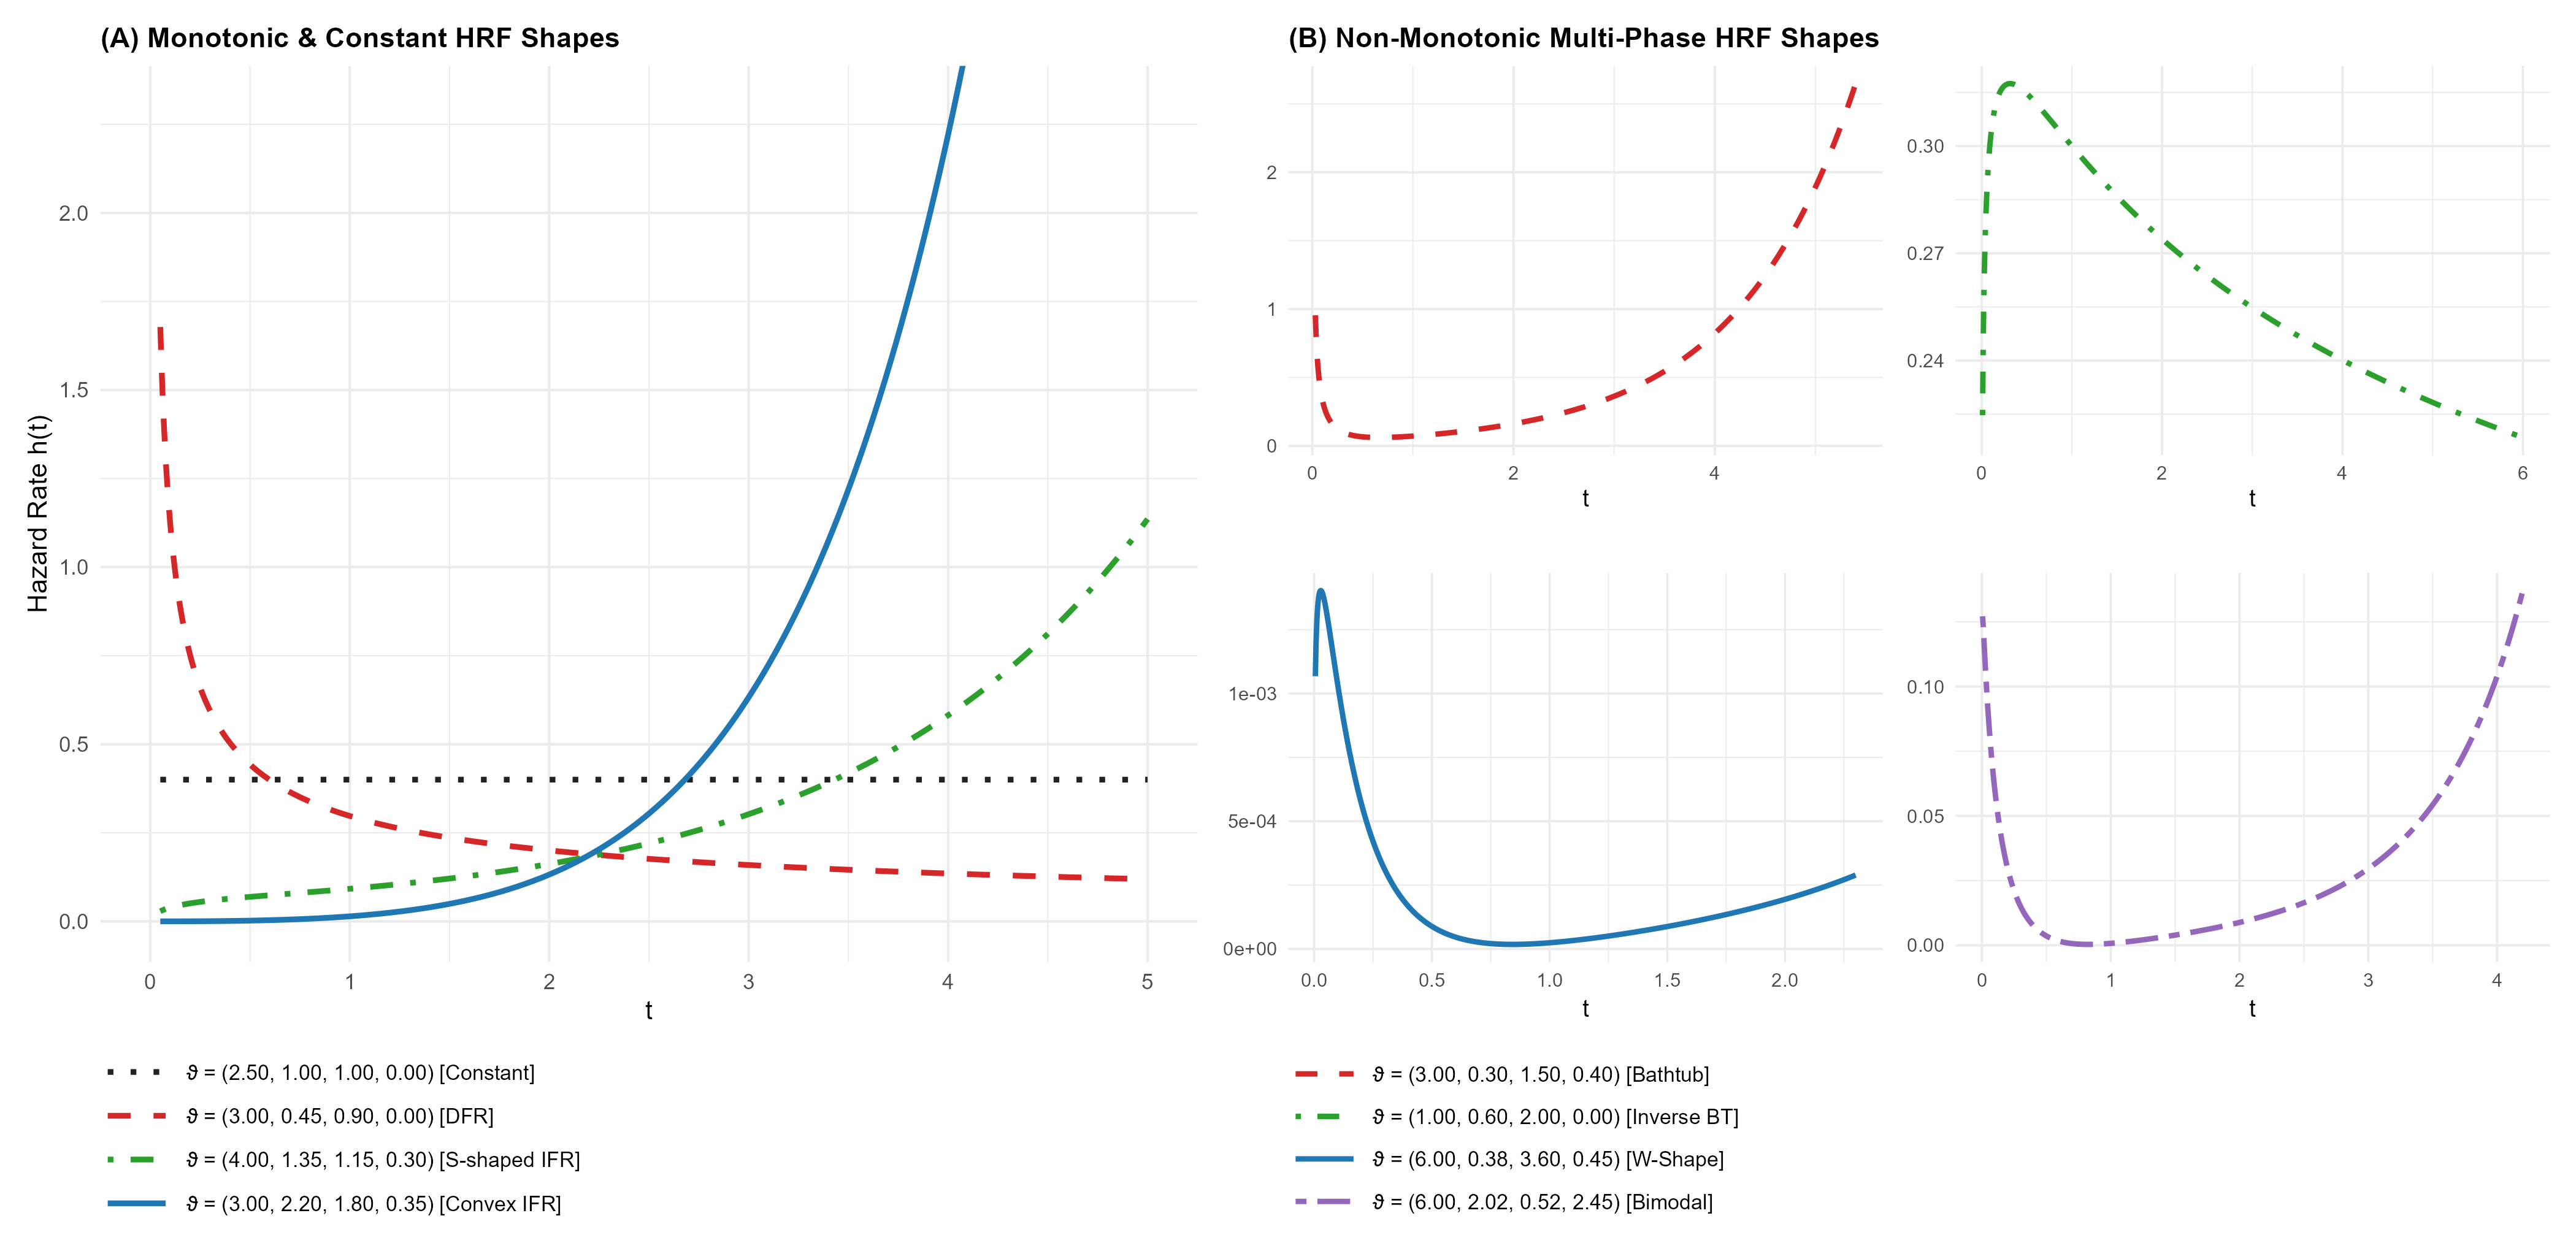 (A) Monotonic & Constant HRF Shapes
Hazard Rate h(t)
2.0
1.5
1.0
0.5
0.0
0 1 2 3 4 5
t
ϑ = (2.50, 1.00, 1.00, 0.00) [Constant]
ϑ = (3.00, 0.45, 0.90, 0.00) [DFR]
ϑ = (4.00, 1.35, 1.15, 0.30) [S-shaped IFR]
ϑ = (3.00, 2.20, 1.80, 0.35) [Convex IFR]
(B) Non-Monotonic Multi-Phase HRF Shapes
2
1
0
0 2 4
t
0.30
0.27
0.24
0 2 4 6
t
1e-03
5e-04
0e+00
0.0 0.5 1.0 1.5 2.0
t
0.10
0.05
0.00
0 1 2 3 4
t
ϑ = (3.00, 0.30, 1.50, 0.40) [Bathtub]
ϑ = (1.00, 0.60, 2.00, 0.00) [Inverse BT]
ϑ = (6.00, 0.38, 3.60, 0.45) [W-Shape]
ϑ = (6.00, 2.02, 0.52, 2.45) [Bimodal]